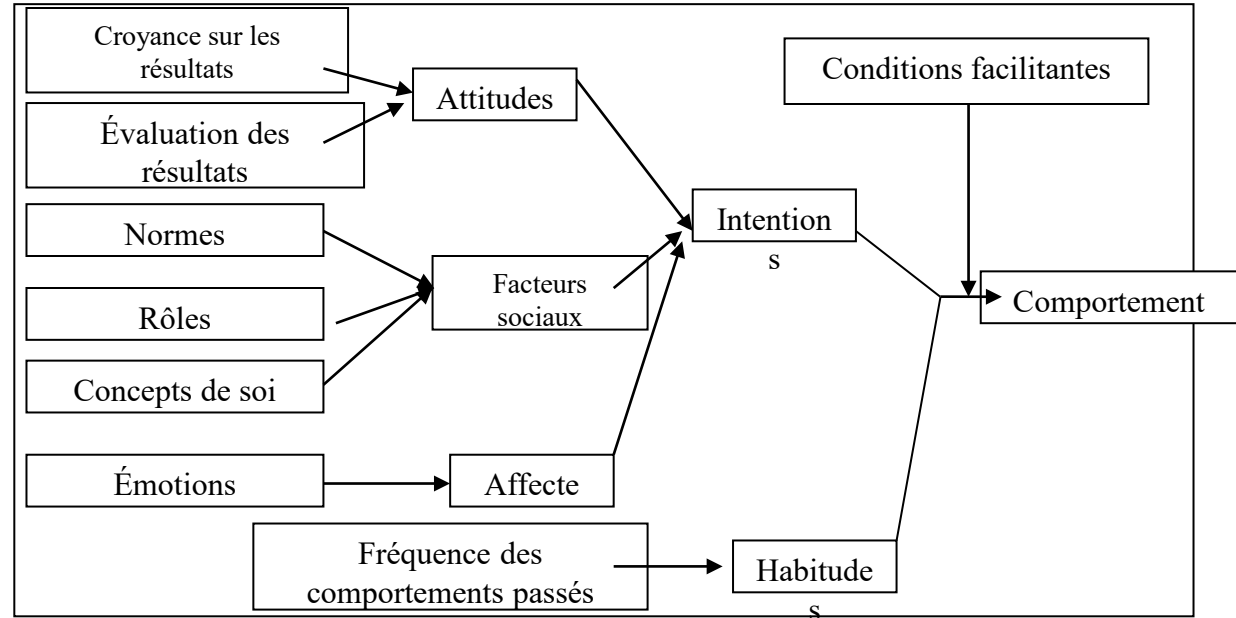 Croyance sur les
résultats
Évaluation des
résultats
Attitudes
Conditions facilitantes
Normes
Rôles
Concepts de soi
Facteurs
sociaux
Intention
s
Comportement
Émotions
Affecte
Fréquence des
comportements passés
Habitude
s